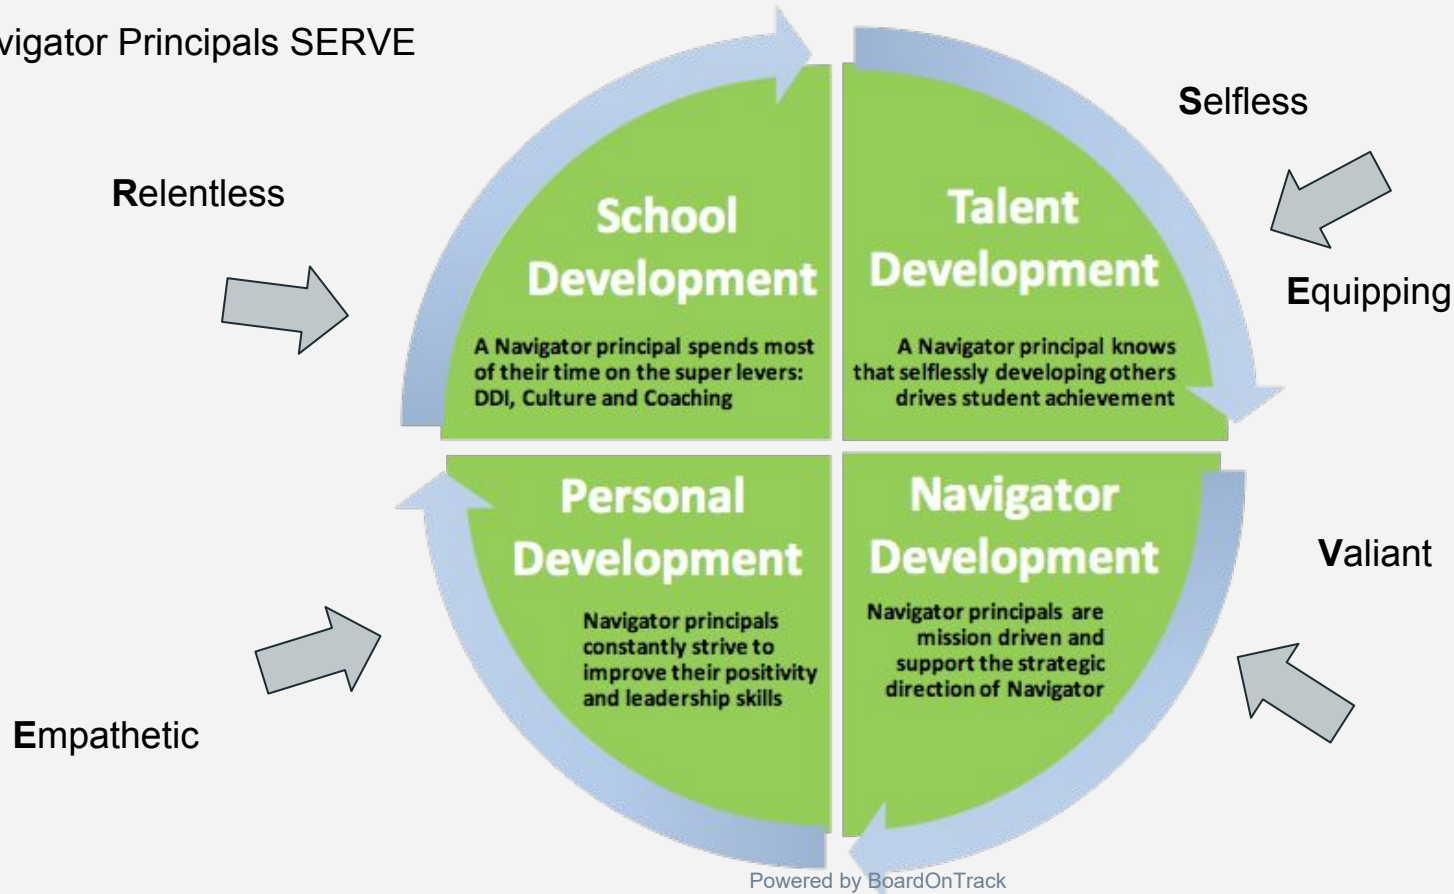 vigator Principals SERVE
Selfless
Relentless
Equipping
School
Development
A Navigator principal spends most
of their time on the super levers:
DDI, Culture and Coaching
Talent
Development
A Navigator principal knows
that selflessly developing others
drives student achievement
Personal
Development
Navigator principals
constantly strive to
improve their positivity
and leadership skills
Navigator
Development
Navigator principals are
mission driven and
support the strategic
direction of Navigator
Valiant
Empathetic
Powered by BoardOnTrack